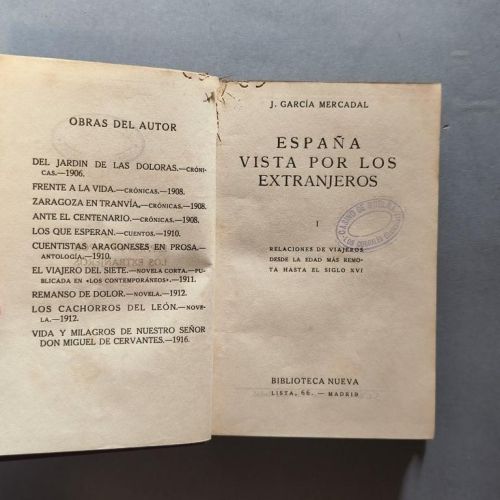 OBRAS DEL AUTOR
DEL JARDIN DE LAS DOLORAS.—CRÓNI-
CAS.—1906.
FRENTE A LA VIDA.—CRÓNICAS.—1908.
ZARAGOZA EN TRANVÍA.—CRÓNICAS.—1908.
ANTE EL CENTENARIO.—CRÓNICAS.—1908.
LOS QUE ESPERAN.—CUENTOS.—1910.
CUENTISTAS ARAGONESES EN PROSA.—
ANTOLOGÍA.—1910.
EL VIAJERO DEL SIETE.—NOVELA CORTA.—PU-
BLICADA EN «LOS CONTEMPORÁNEOS».—1911.
REMANSO DE DOLOR.—NOVELA.—1912.
LOS CACHORROS DEL LEÓN.—NOVE-
LA.—1912.
VIDA Y MILAGROS DE NUESTRO SEÑOR
DON MIGUEL DE CERVANTES.—1916.
J. GARCÍA MERCADAL
ESPAÑA
VISTA POR LOS
EXTRANJEROS
I
CASINO DE
LOS CORRALES
RELACIONES DE VIAJEROS
DESDE LA EDAD MÁS REMO-
TA HASTA EL SIGLO XVI
BIBLIOTECA NUEVA
LISTA, 66. — MADRID